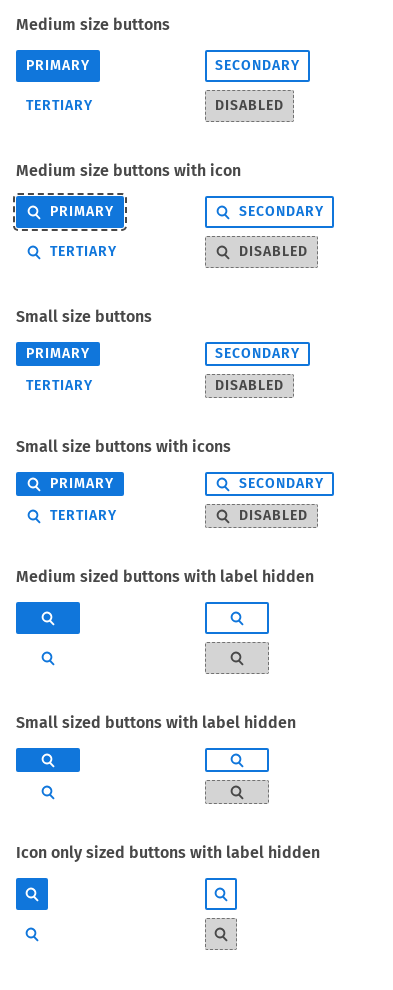 Medium size buttons
PRIMARY SECONDARY
TERTIARY DISABLED
Medium size buttons with icon
PRIMARY SECONDARY
TERTIARY DISABLED
Small size buttons
PRIMARY SECONDARY
TERTIARY DISABLED
Small size buttons with icons
PRIMARY SECONDARY
TERTIARY DISABLED
Medium sized buttons with label hidden
Small sized buttons with label hidden
Icon only sized buttons with label hidden